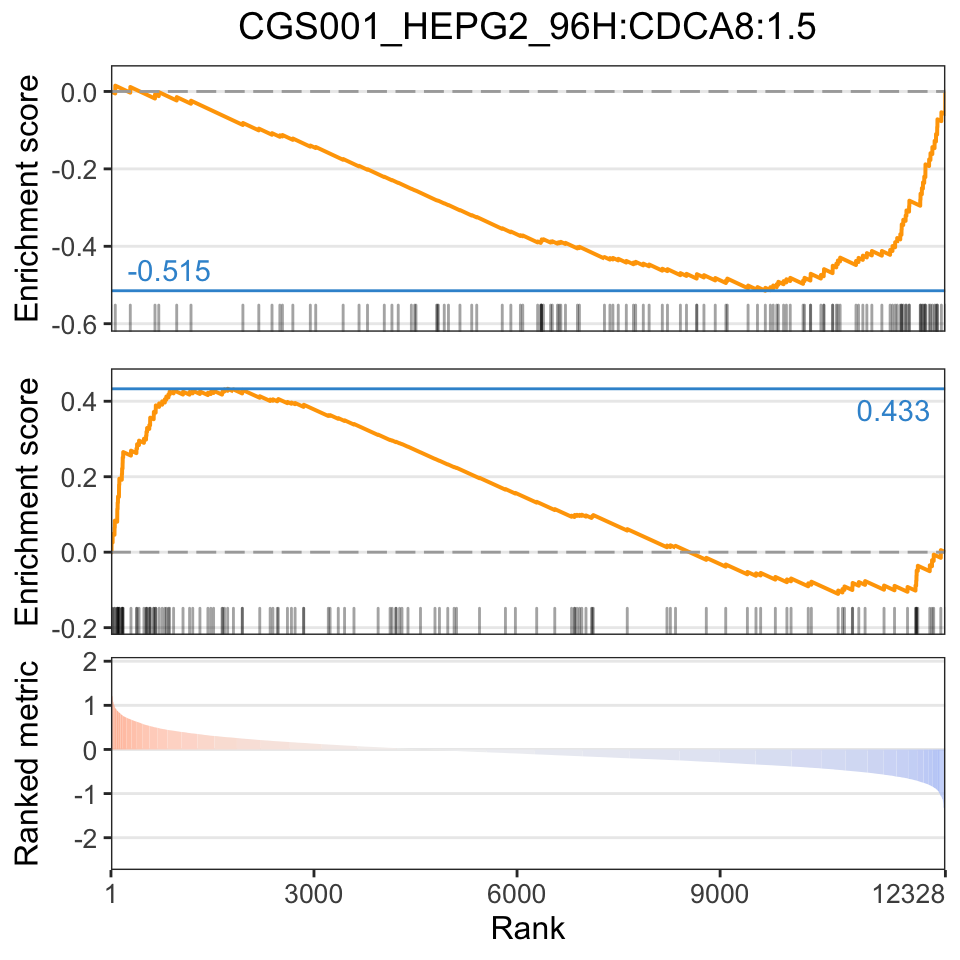 CGS001_HEPG2_96H:CDCA8:1.5
Enrichment score
0.0
-0.2
-0.4
-0.6
-0.515
Enrichment score
0.4
0.2
0.0
-0.2
0.433
Ranked metric
2
1
0
-1
-2
1 3000 6000 9000 12328
Rank